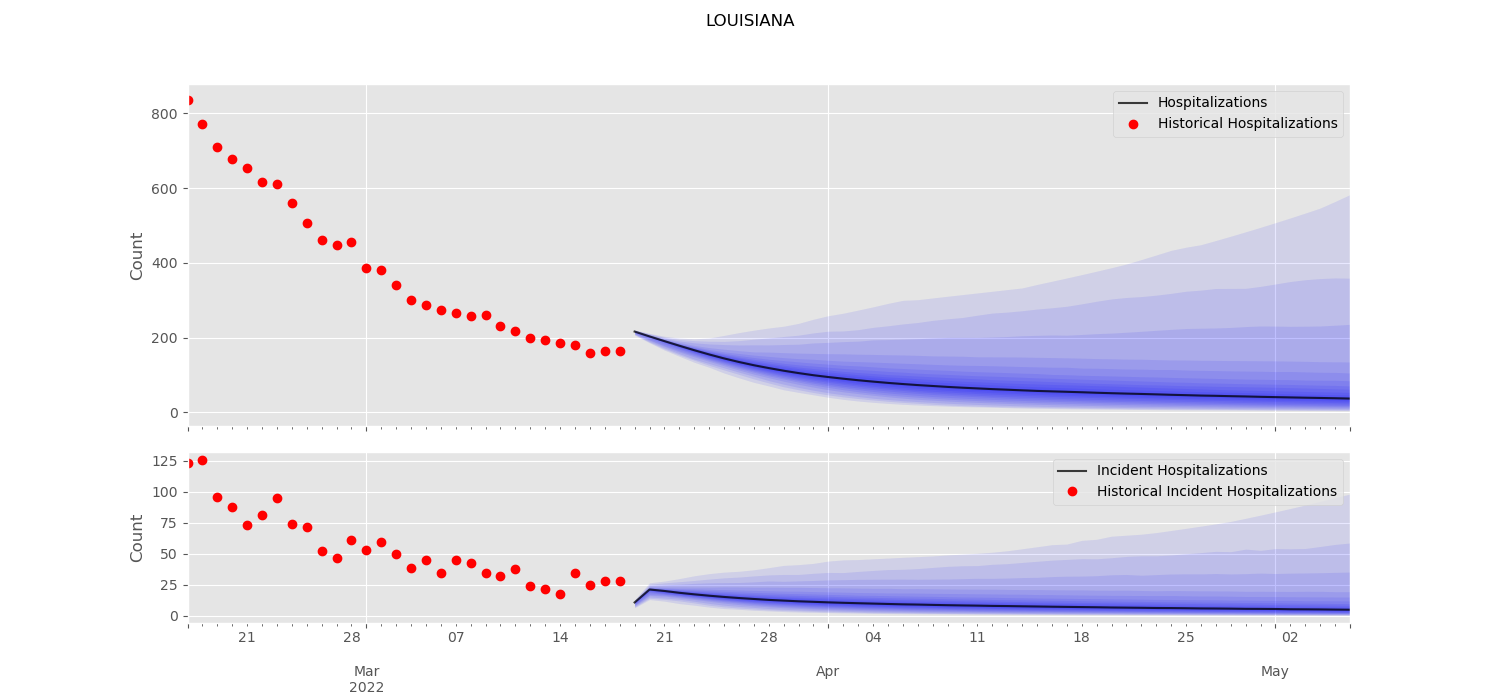 LOUISIANA
800
600
400
200
0
Count
Hospitalizations
Historical Hospitalizations
125
100
75
50
25
0
Count
Incident Hospitalizations
Historical Incident Hospitalizations
21 28 07 14 21 28 04 11 18 25 02
Mar Apr May
2022